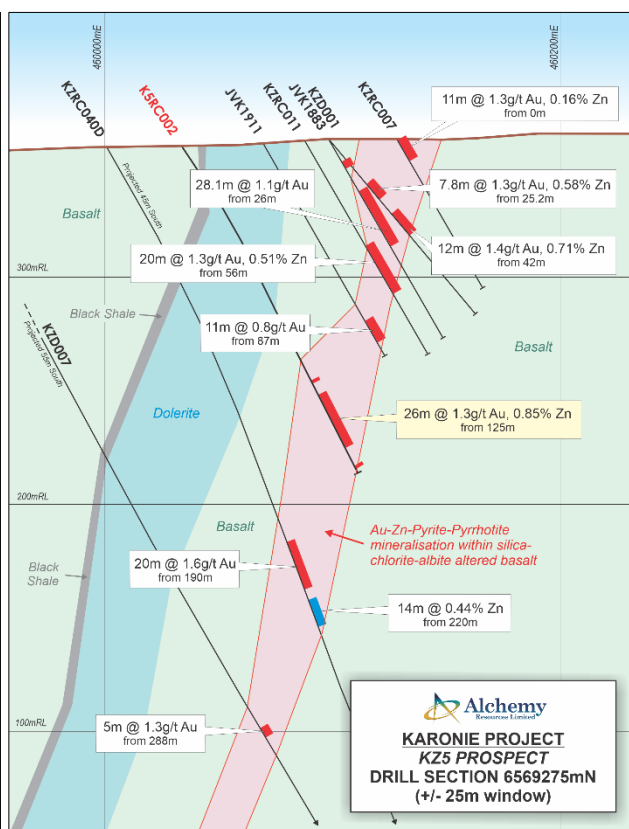 460000mE
460200mE
KZRC040D
K5RC002
JVK1911
KZRC011
JVK1883
KZD001
KZRC007
11m @ 1.3g/t Au, 0.16% Zn
from 0m
Projected 45m South
28.1m @ 1.1g/t Au
from 26m
7.8m @ 1.3g/t Au, 0.58% Zn
from 25.2m
Basalt
20m @ 1.3g/t Au, 0.51% Zn
from 56m
12m @ 1.4g/t Au, 0.71% Zn
from 42m
300mRL
Black Shale
11m @ 0.8g/t Au
from 87m
Basalt
KZD007
Projected 55m South
Dolerite
26m @ 1.3g/t Au, 0.85% Zn
from 125m
200mRL
Basalt
Au-Zn-Pyrite-Pyrrhotite
mineralisation within silica-
chlorite-albite altered basalt
Black
Shale
20m @ 1.6g/t Au
from 190m
14m @ 0.44% Zn
from 220m
100mRL
5m @ 1.3g/t Au
from 288m
Alchemy
Resources Limited
KARONIE PROJECT
KZ5 PROSPECT
DRILL SECTION 6569275mN
(+/- 25m window)